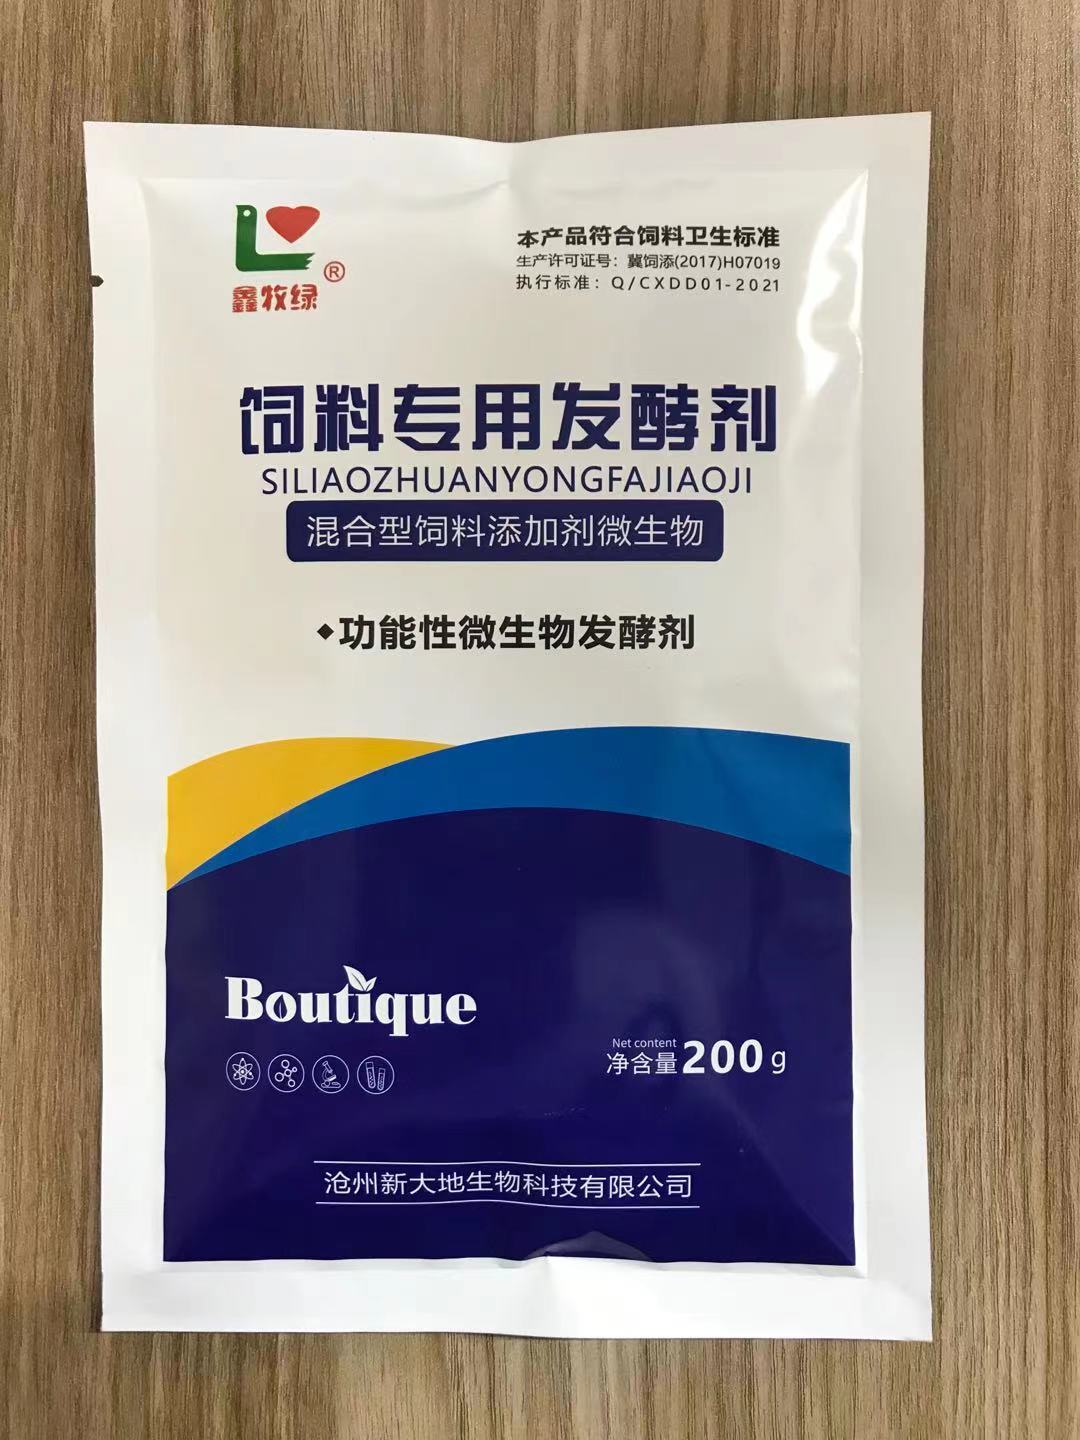 鑫牧绿®
本产品符合饲料卫生标准
生产许可证号：冀饲添(2017)H07019
执行标准：Q/CXDD01-2021
饲料专用发酵剂
SILIAOZHUANYONGFAJIAOJI
混合型饲料添加剂微生物
◆功能性微生物发酵剂
Boutique
Net content
净含量200g
沧州新大地生物科技有限公司